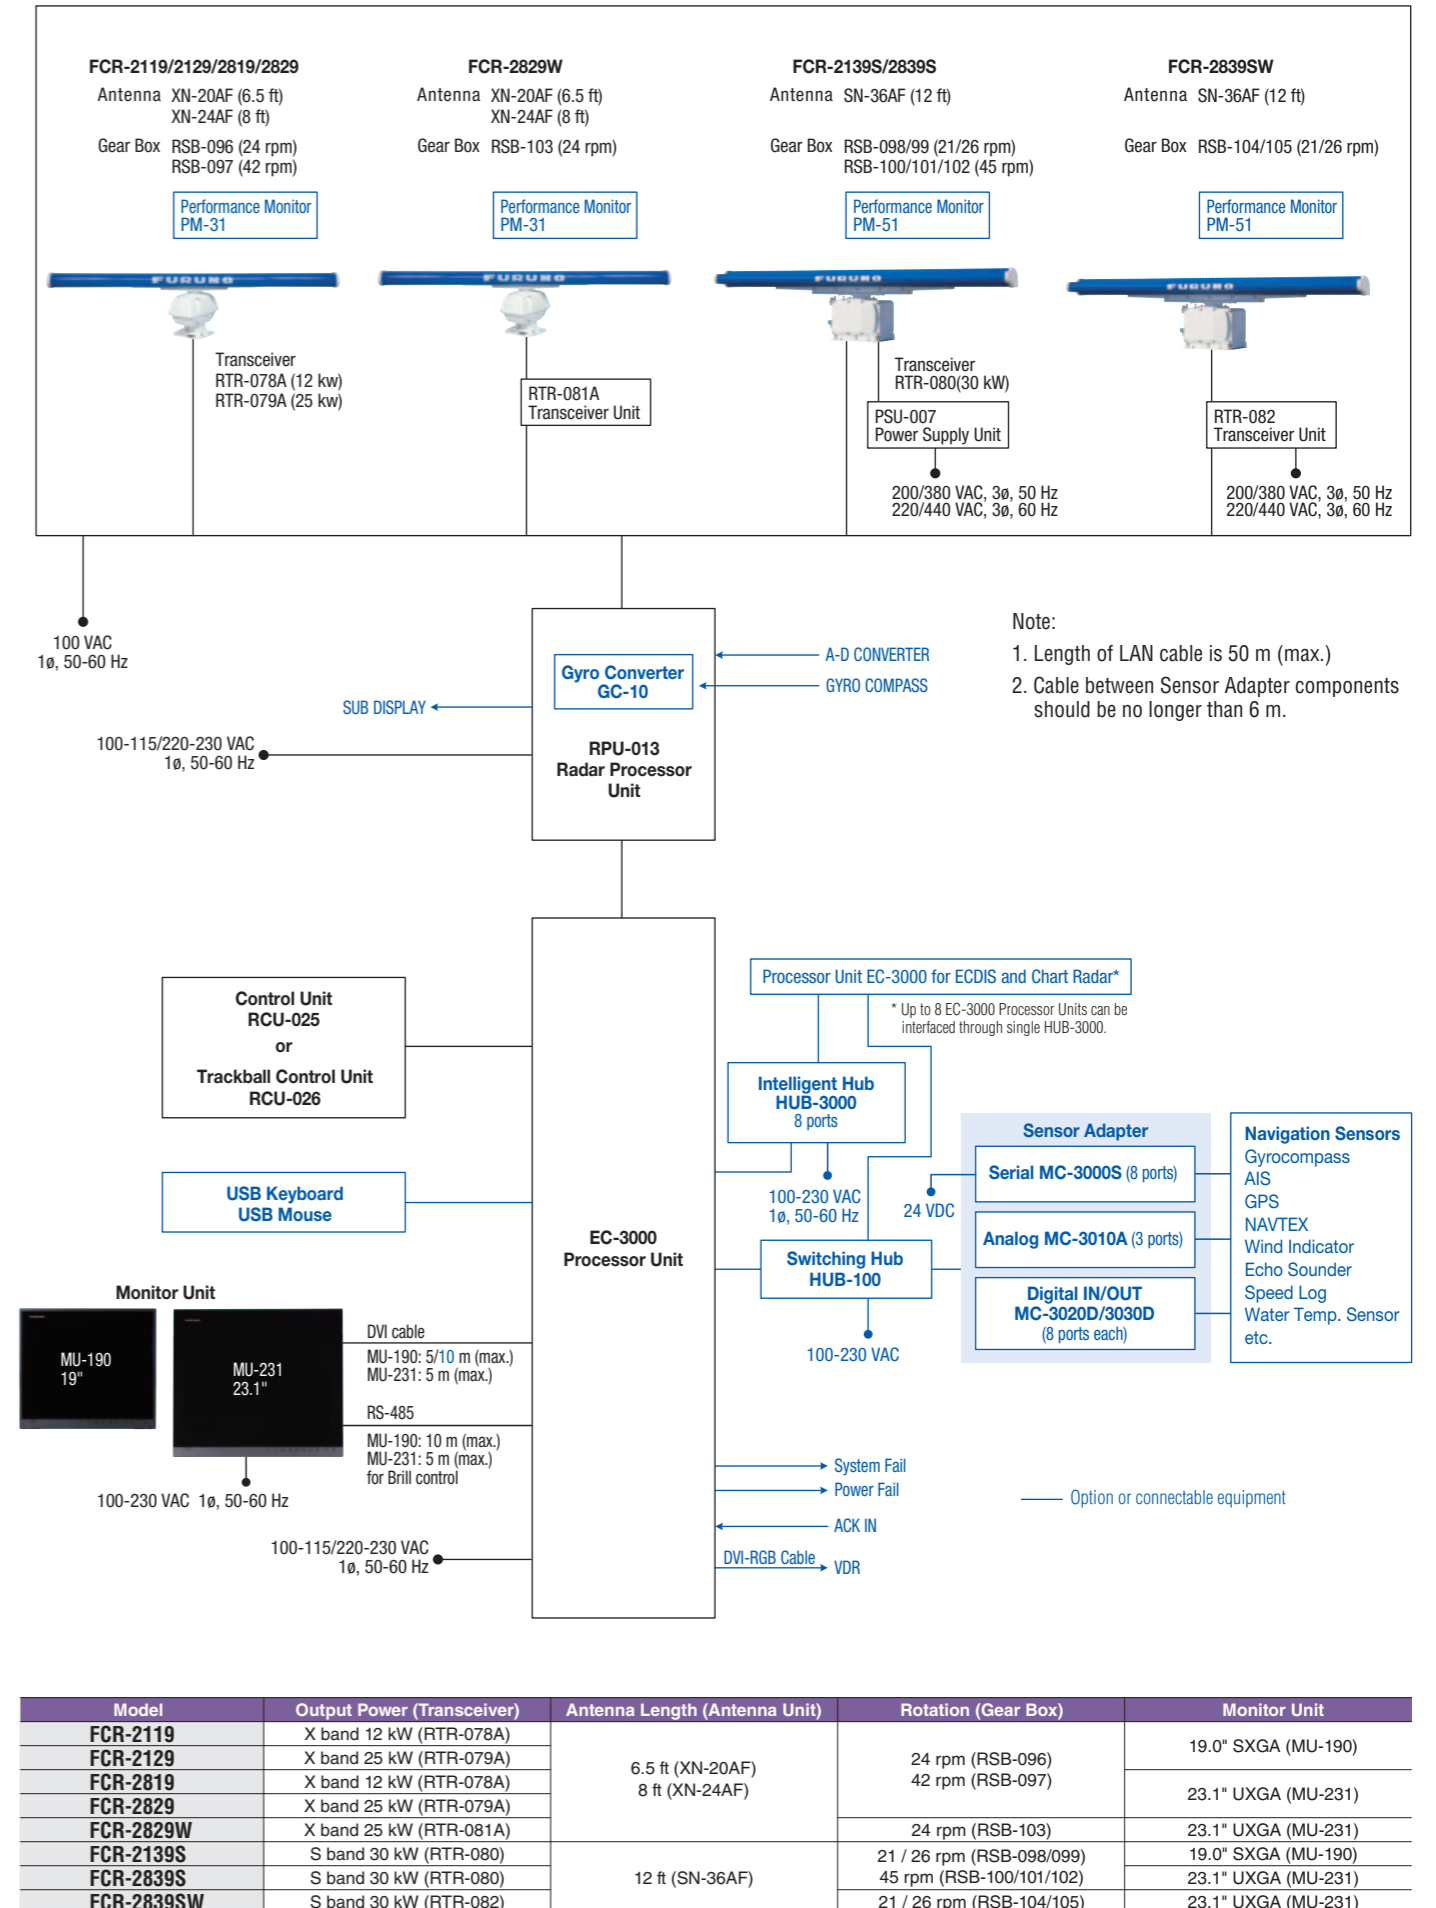 FCR-2119/2129/2819/2829
Antenna XN-20AF (6.5 ft)
XN-24AF (8 ft)
Gear Box RSB-096 (24 rpm)
RSB-097 (42 rpm)
Performance Monitor
PM-31
FURUNO
Transceiver
RTR-078A (12 kw)
RTR-079A (25 kw)
FCR-2829W
Antenna XN-20AF (6.5 ft)
XN-24AF (8 ft)
Gear Box RSB-103 (24 rpm)
Performance Monitor
PM-31
FURUNO
RTR-081A
Transceiver Unit
FCR-2139S/2839S
Antenna SN-36AF (12 ft)
Gear Box RSB-098/99 (21/26 rpm)
RSB-100/101/102 (45 rpm)
Performance Monitor
PM-51
FURUNO
Transceiver
RTR-080(30 kW)
PSU-007
Power Supply Unit
200/380 VAC, 3ø, 50 Hz
220/440 VAC, 3ø, 60 Hz
FCR-2839SW
Antenna SN-36AF (12 ft)
Gear Box RSB-104/105 (21/26 rpm)
Performance Monitor
PM-51
FURUNO
RTR-082
Transceiver Unit
200/380 VAC, 3ø, 50 Hz
220/440 VAC, 3ø, 60 Hz
100 VAC
1ø, 50-60 Hz
Gyro Converter
GC-10
A-D CONVERTER
GYRO COMPASS
SUB DISPLAY
100-115/220-230 VAC
1ø, 50-60 Hz
RPU-013
Radar Processor
Unit
Note:
1. Length of LAN cable is 50 m (max.)
2. Cable between Sensor Adapter components
should be no longer than 6 m.
Control Unit
RCU-025
or
Trackball Control Unit
RCU-026
USB Keyboard
USB Mouse
Monitor Unit
MU-190
19"
MU-231
23.1"
DVI cable
MU-190: 5/10 m (max.)
MU-231: 5 m (max.)
RS-485
MU-190: 10 m (max.)
MU-231: 5 m (max.)
for Brill control
100-230 VAC 1ø, 50-60 Hz
100-115/220-230 VAC
1ø, 50-60 Hz
EC-3000
Processor Unit
Processor Unit EC-3000 for ECDIS and Chart Radar*
* Up to 8 EC-3000 Processor Units can be
interfaced through single HUB-3000.
Intelligent Hub
HUB-3000
8 ports
100-230 VAC
1ø, 50-60 Hz
Switching Hub
HUB-100
100-230 VAC
24 VDC
Sensor Adapter
Serial MC-3000S (8 ports)
Analog MC-3010A (3 ports)
Digital IN/OUT
MC-3020D/3030D
(8 ports each)
Navigation Sensors
Gyrocompass
AIS
GPS
NAVTEX
Wind Indicator
Echo Sounder
Speed Log
Water Temp. Sensor
etc.
System Fail
Power Fail
ACK IN
DVI-RGB Cable
VDR
Option or connectable equipment
Model Output Power (Transceiver) Antenna Length (Antenna Unit) Rotation (Gear Box) Monitor Unit
FCR-2119 X band 12 kW (RTR-078A)
19.0" SXGA (MU-190)
FCR-2129 X band 25 kW (RTR-079A)
6.5 ft (XN-20AF) 24 rpm (RSB-096)
FCR-2819 X band 12 kW (RTR-078A)
8 ft (XN-24AF) 42 rpm (RSB-097)
23.1" UXGA (MU-231)
FCR-2829 X band 25 kW (RTR-079A)
FCR-2829W X band 25 kW (RTR-081A) 24 rpm (RSB-103) 23.1" UXGA (MU-231)
FCR-2139S S band 30 kW (RTR-080) 21 / 26 rpm (RSB-098/099) 19.0" SXGA (MU-190)
FCR-2839S S band 30 kW (RTR-080) 12 ft (SN-36AF) 45 rpm (RSB-100/101/102) 23.1" UXGA (MU-231)
FCR-2839SW S band 30 kW (RTR-082) 21 / 26 rpm (RSB-104/105) 23.1" UXGA (MU-231)